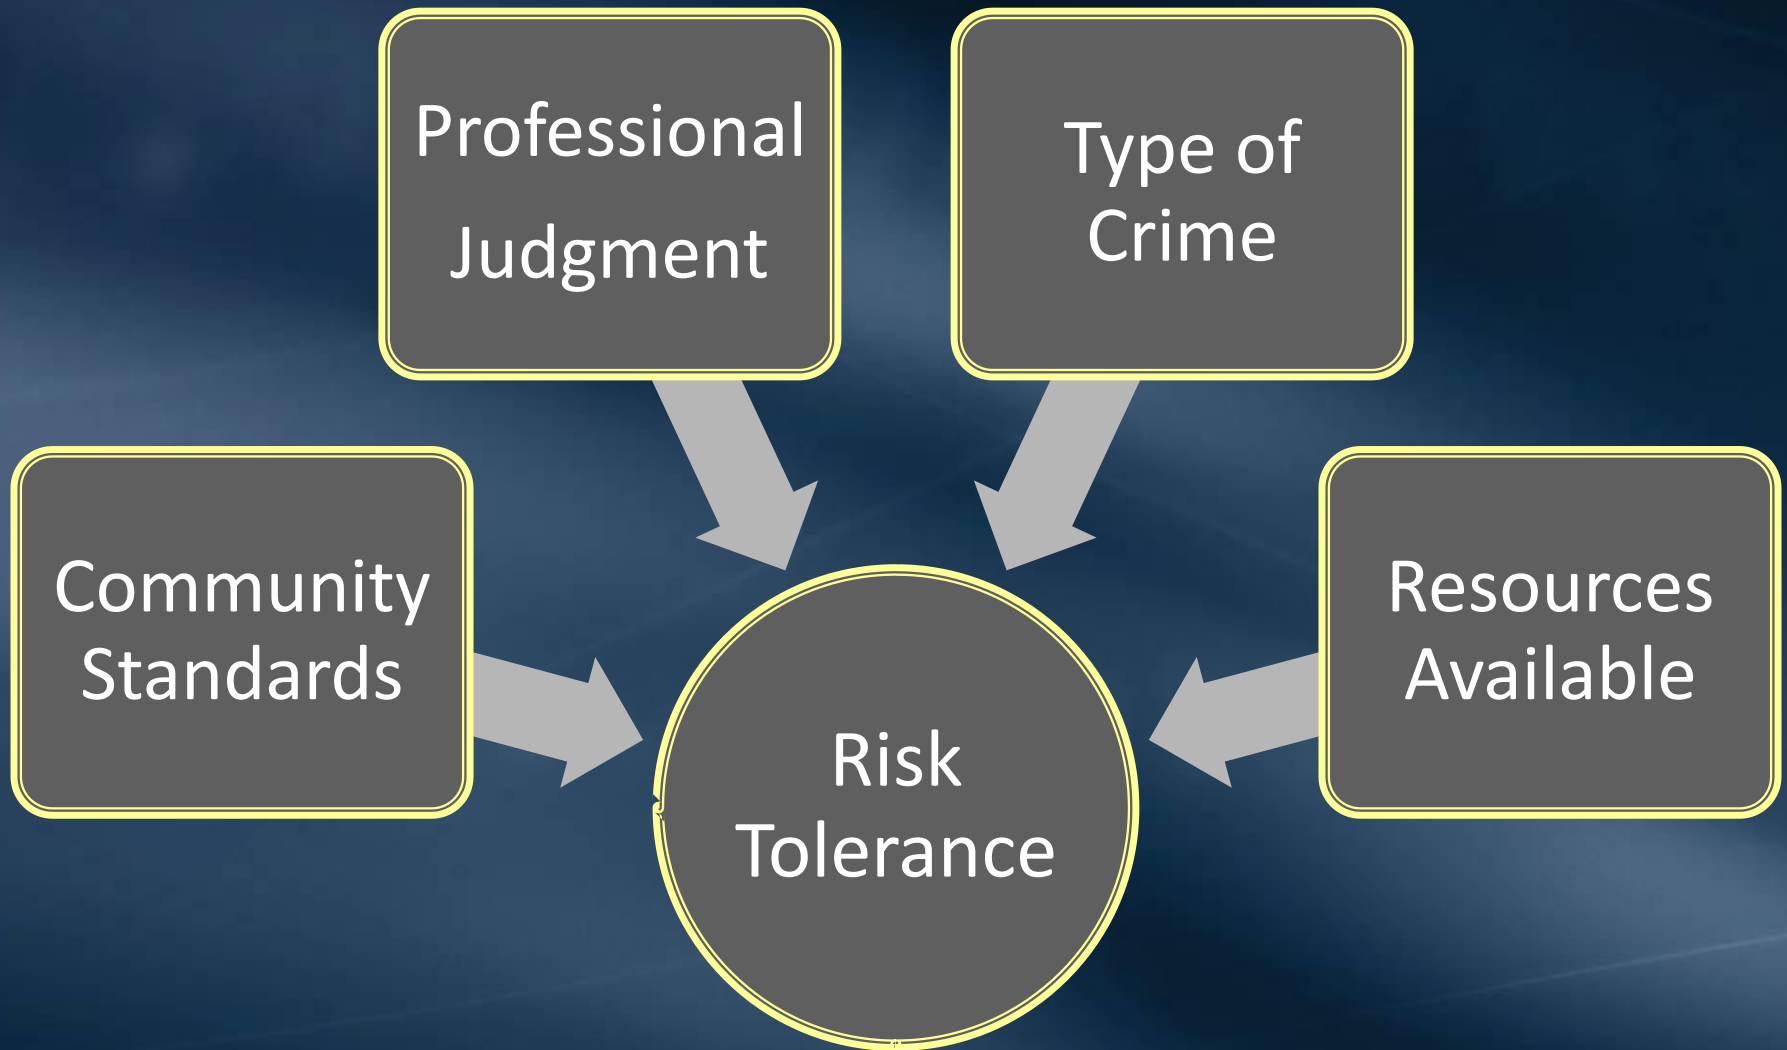 Professional
Judgment
Type of
Crime
Community
Standards
Resources
Available
Risk
Tolerance